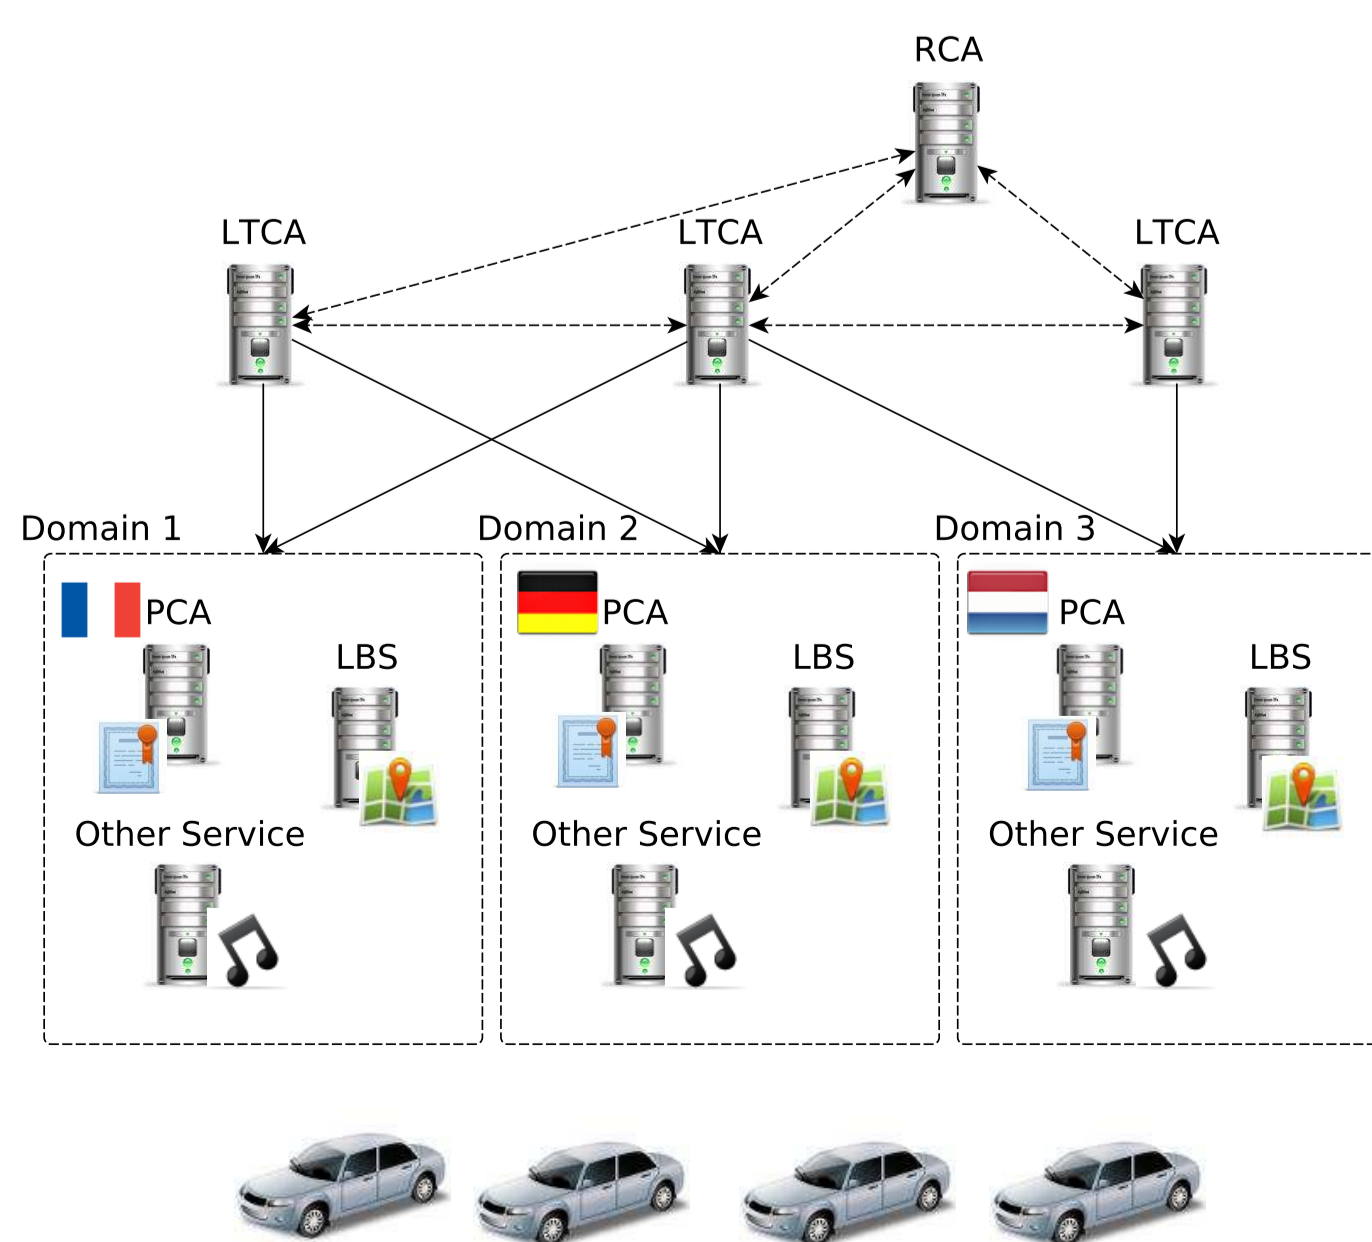 RCA
LTCA
LTCA
LTCA
Domain 1
Domain 2
Domain 3
PCA
PCA
PCA
LBS
LBS
LBS
Other Service
Other Service
Other Service